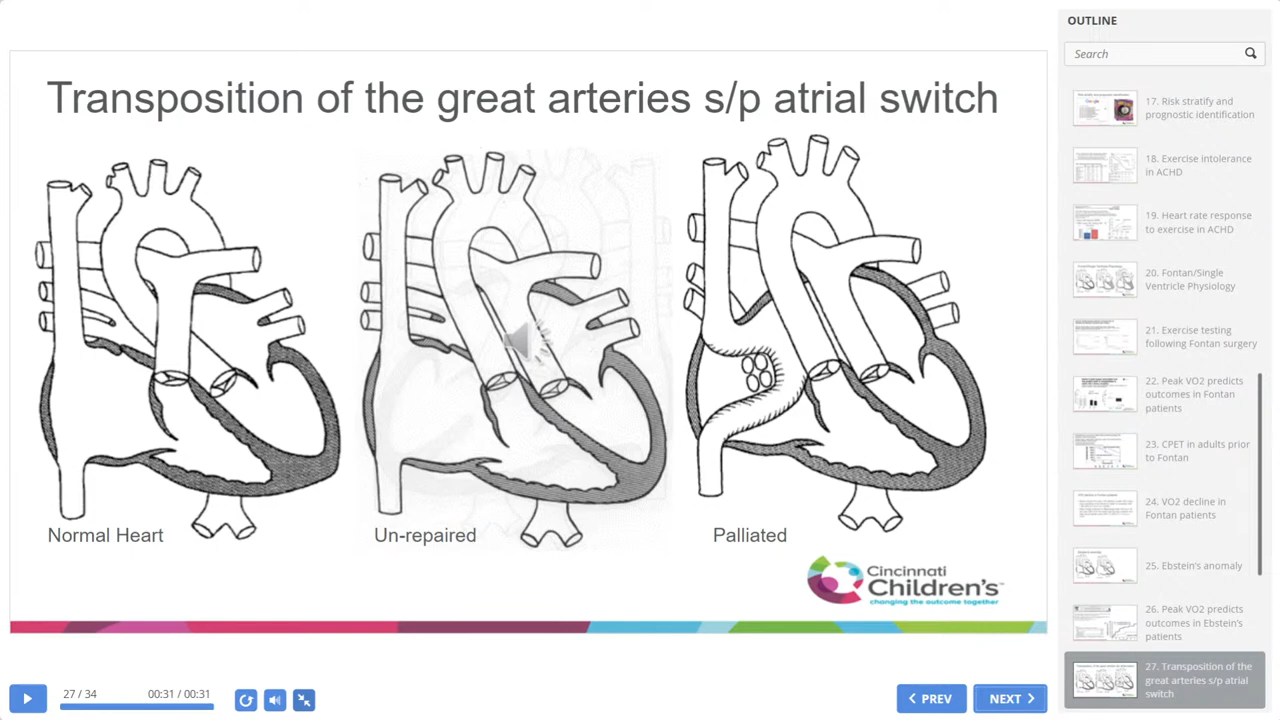 Transposition of the great arteries s/p atrial switch
Normal Heart
Un-repaired
Palliated
Cincinnati
Children's™
changing the outcome together
27 / 34
00:31 / 00:31
PREV
NEXT
OUTLINE
Search
17. Risk stratify and
prognostic identification
18. Exercise intolerance
in ACHD
19. Heart rate response
to exercise in ACHD
20. Fontan/Single
Ventricle Physiology
21. Exercise testing
following Fontan surgery
22. Peak VO2 predicts
outcomes in Fontan
patients
23. CPET in adults prior
to Fontan
24. VO2 decline in
Fontan patients
25. Ebstein's anomaly
26. Peak VO2 predicts
outcomes in Ebstein's
patients
27. Transposition of the
great arteries s/p atrial
switch